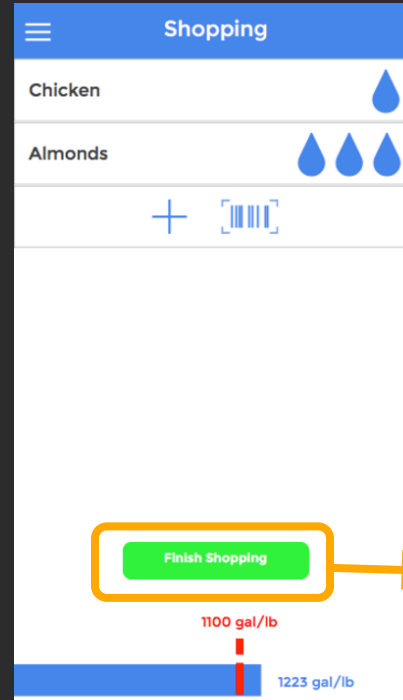 Shopping
Chicken
Almonds
Finish Shopping
1100 gal/lb
1223 gal/lb